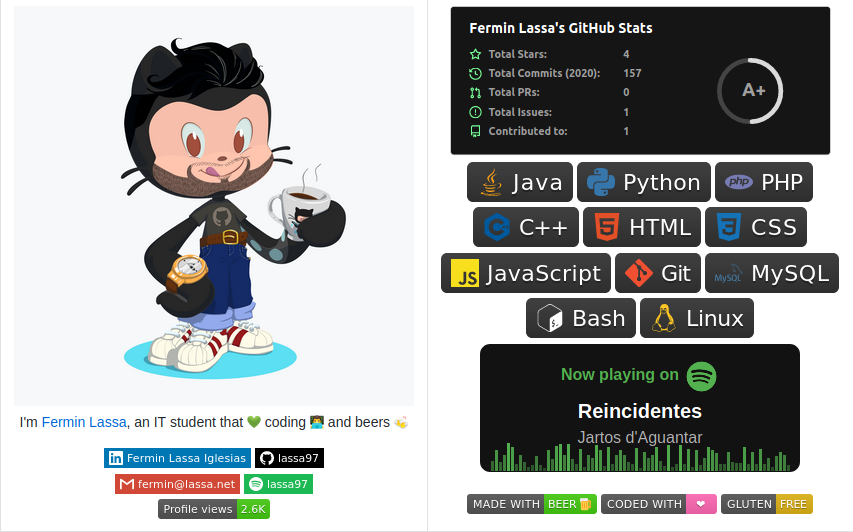 I'm Fermin Lassa, an IT student that 💚 coding 👨‍💻 and beers 🍻
in Fermin Lassa Iglesias
lassa97
fermin@lassa.net
lassa97
Profile views 2.6K
Fermin Lassa's GitHub Stats
Total Stars: 4
Total Commits (2020): 157
Total PRs: 0
Total Issues: 1
Contributed to: 1
A+
Java
Python
php PHP
C++
HTML
CSS
JS JavaScript
Git
MySQL MySQL
Bash
Linux
Now playing on
Reincidentes
Jartos d'Aguantar
MADE WITH BEER🍺
CODED WITH ❤
GLUTEN FREE